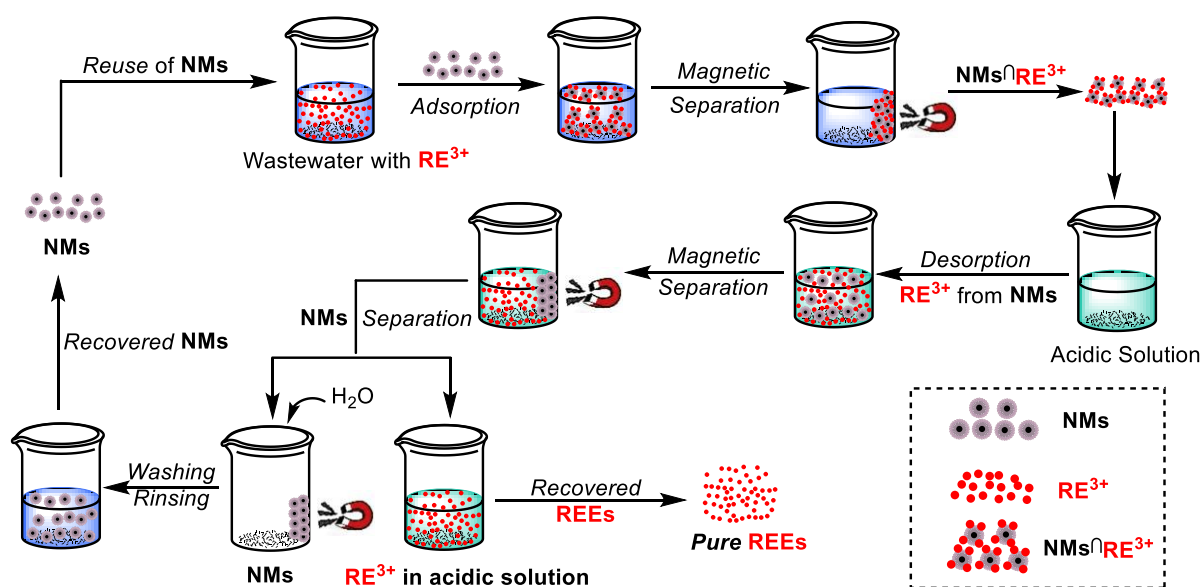 Reuse of NMs
Adsorption
Wastewater with RE³⁺
Magnetic
Separation
NMs∩RE³⁺
Acidic Solution
Desorption
RE³⁺ from NMs
Magnetic
Separation
NMs
Separation
H₂O
NMs
RE³⁺ in acidic solution
Washing
Rinsing
Recovered NMs
NMs
Recovered
REEs
Pure REEs
NMs
RE³⁺
NMs∩RE³⁺